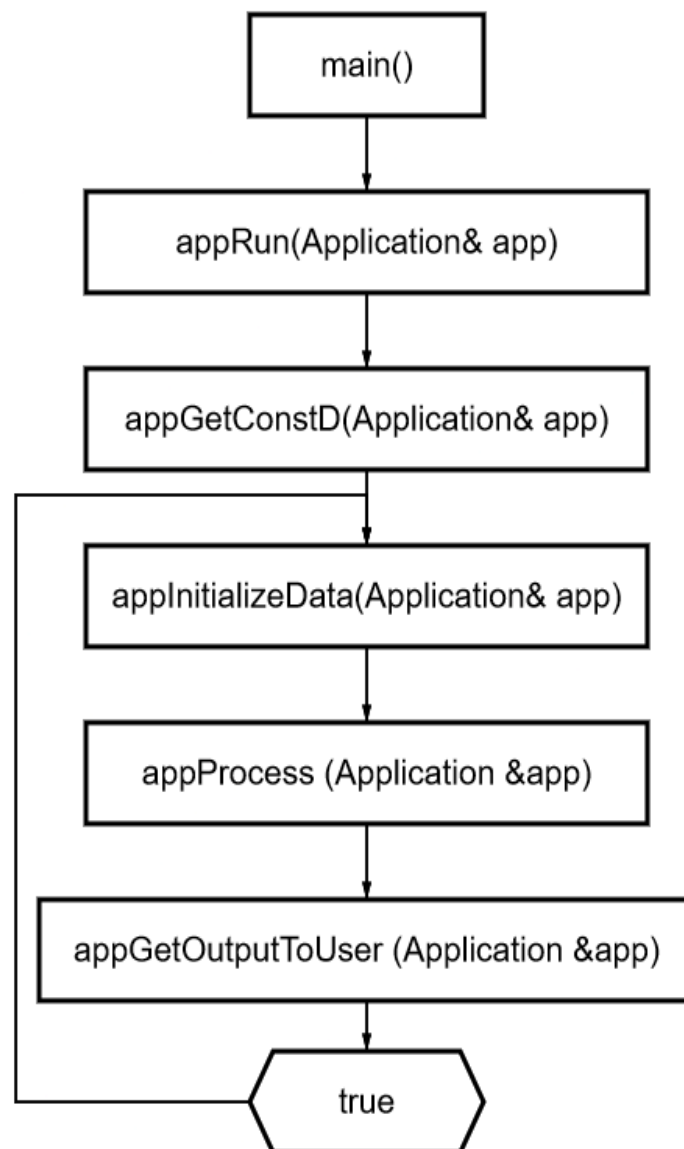 main()
appRun(Application& app)
appGetConstD(Application& app)
appInitializeData(Application& app)
appProcess (Application &app)
appGetOutputToUser (Application &app)
true